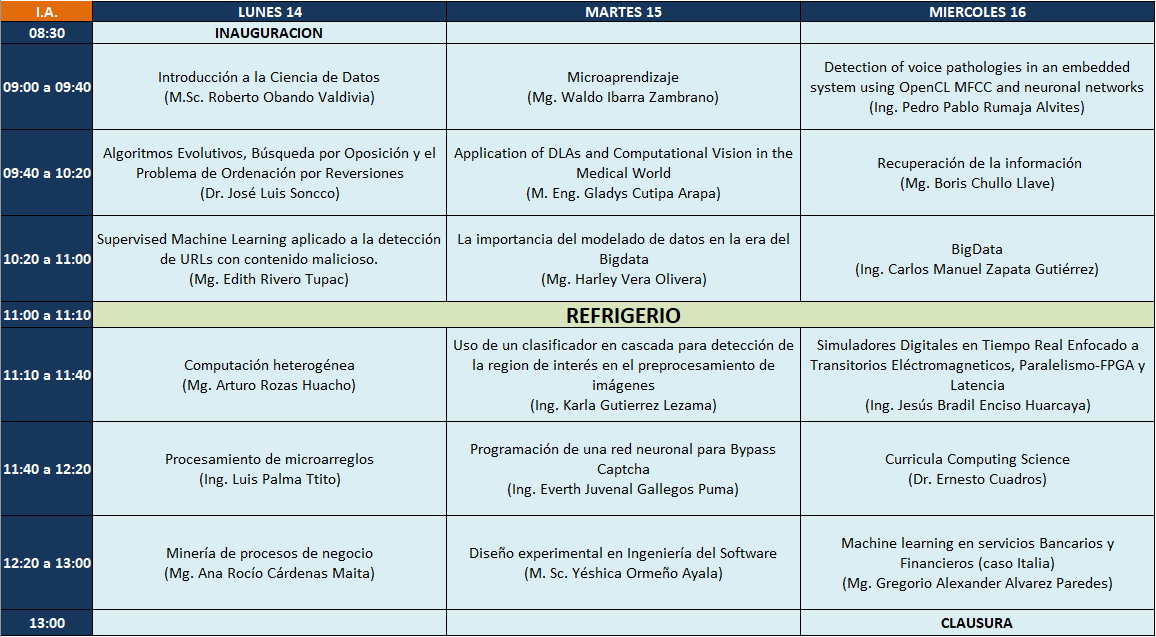 I.A.
LUNES 14
MARTES 15
MIERCOLES 16
08:30
INAUGURACION
09:00 a 09:40
Introducción a la Ciencia de Datos
(M.Sc. Roberto Obando Valdivia)
Microaprendizaje
(Mg. Waldo Ibarra Zambrano)
Detection of voice pathologies in an embedded
system using OpenCL MFCC and neuronal networks
(Ing. Pedro Pablo Rumaja Alvites)
09:40 a 10:20
Algoritmos Evolutivos, Búsqueda por Oposición y el
Problema de Ordenación por Reversiones
(Dr. José Luis Soncco)
Application of DLAs and Computational Vision in the
Medical World
(M. Eng. Gladys Cutipa Arapa)
Recuperación de la información
(Mg. Boris Chullo Llave)
10:20 a 11:00
Supervised Machine Learning aplicado a la detección
de URLs con contenido malicioso.
(Mg. Edith Rivero Tupac)
La importancia del modelado de datos en la era del
Bigdata
(Mg. Harley Vera Olivera)
BigData
(Ing. Carlos Manuel Zapata Gutiérrez)
11:00 a 11:10
REFRIGERIO
11:10 a 11:40
Computación heterogénea
(Mg. Arturo Rozas Huacho)
Uso de un clasificador en cascada para detección de
la region de interés en el preprocesamiento de
imágenes
(Ing. Karla Gutierrez Lezama)
Simuladores Digitales en Tiempo Real Enfocado a
Transitorios Eléctromagneticos, Paralelismo-FPGA y
Latencia
(Ing. Jesús Bradil Enciso Huarcaya)
11:40 a 12:20
Procesamiento de microarreglos
(Ing. Luis Palma Ttito)
Programación de una red neuronal para Bypass
Captcha
(Ing. Everth Juvenal Gallegos Puma)
Curricula Computing Science
(Dr. Ernesto Cuadros)
12:20 a 13:00
Minería de procesos de negocio
(Mg. Ana Rocío Cárdenas Maita)
Diseño experimental en Ingeniería del Software
(M. Sc. Yéshica Ormeño Ayala)
Machine learning en servicios Bancarios y
Financieros (caso Italia)
(Mg. Gregorio Alexander Alvarez Paredes)
13:00
CLAUSURA